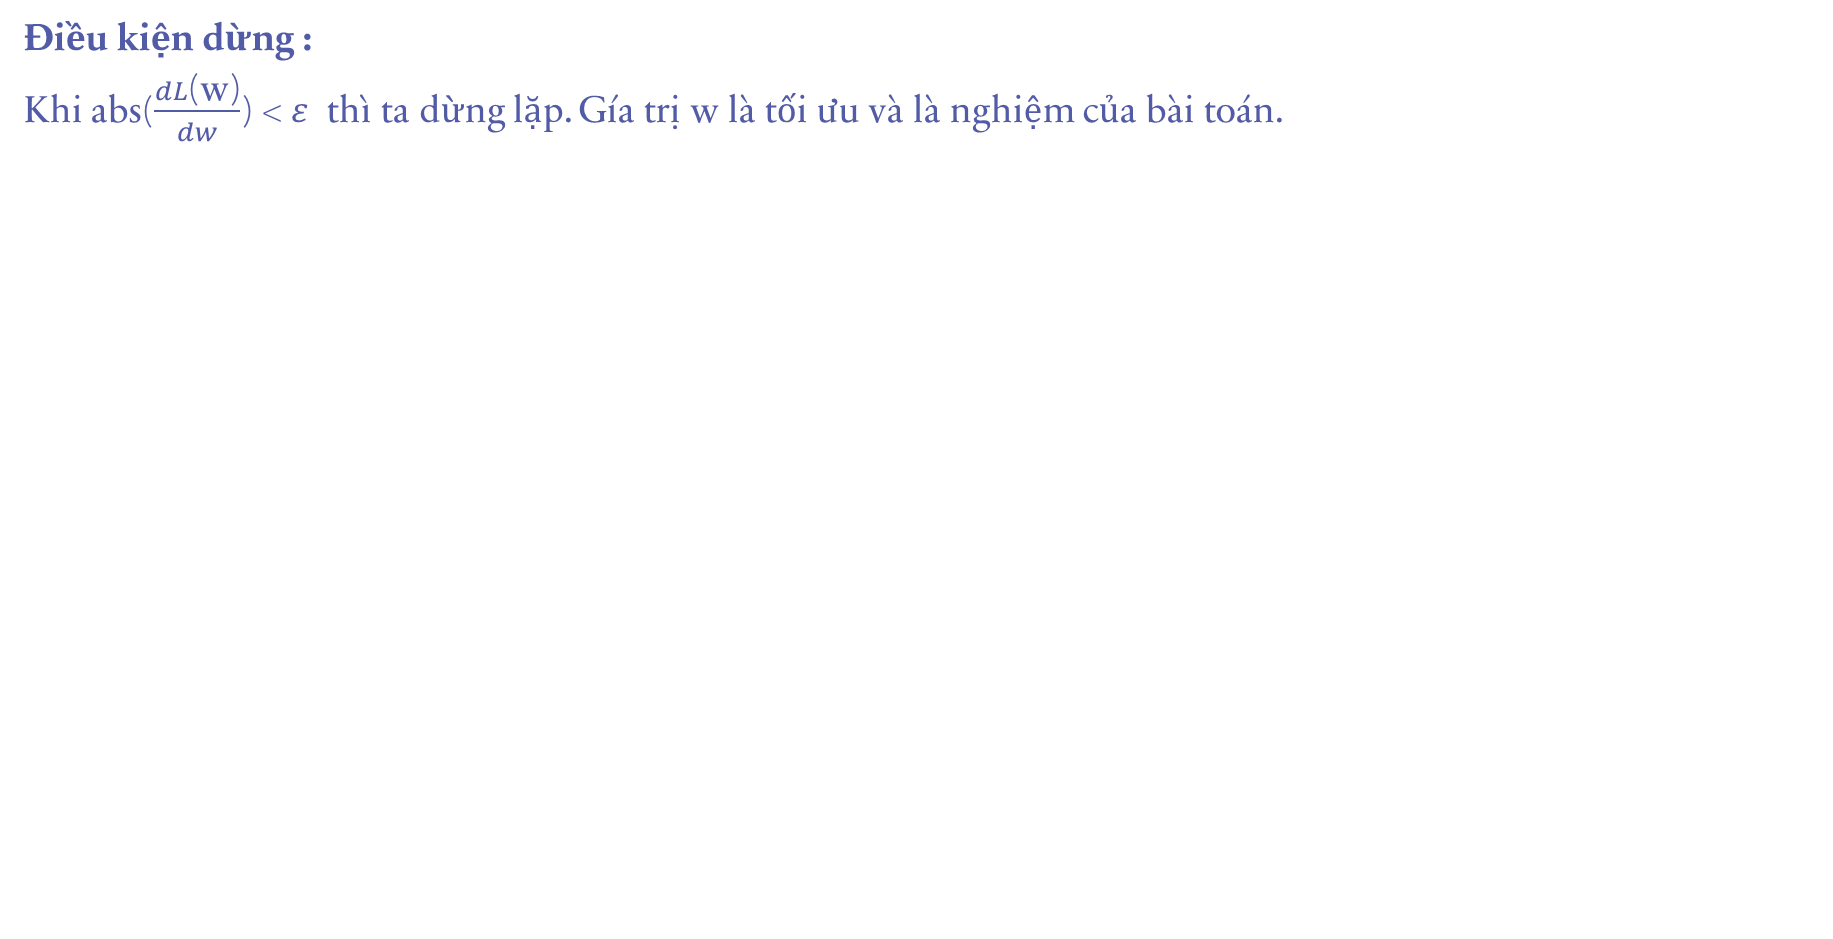 Điều kiện dừng :
Khi abs(\frac{dL(w)}{dw}) < ε thì ta dừng lặp. Gía trị w là tối ưu và là nghiệm của bài toán.